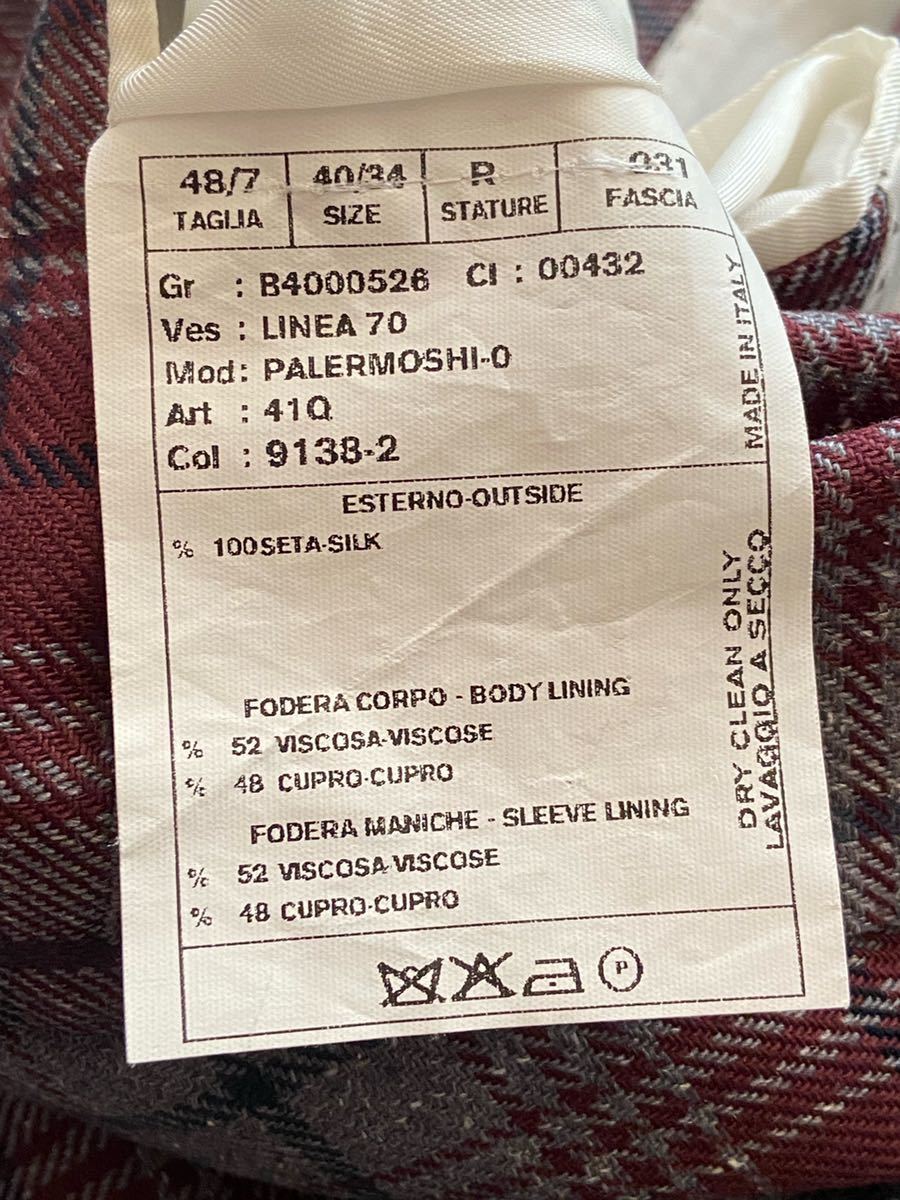 48/7 40/34 R 031
TAGLIA SIZE STATURE FASCIA
Gr : B4000526 Cl : 00432
Ves : LINEA 70
Mod: PALERMOSHI-0
Art : 41Q
Col : 9138-2
MADE IN ITALY
ESTERNO-OUTSIDE
% 100SETA-SILK
FODERA CORPO - BODY LINING
% 52 VISCOSA-VISCOSE
% 48 CUPRO-CUPRO
FODERA MANICHE - SLEEVE LINING
% 52 VISCOSA-VISCOSE
% 48 CUPRO-CUPRO
DRY CLEAN ONLY
LAVAGGIO A SECCO
P